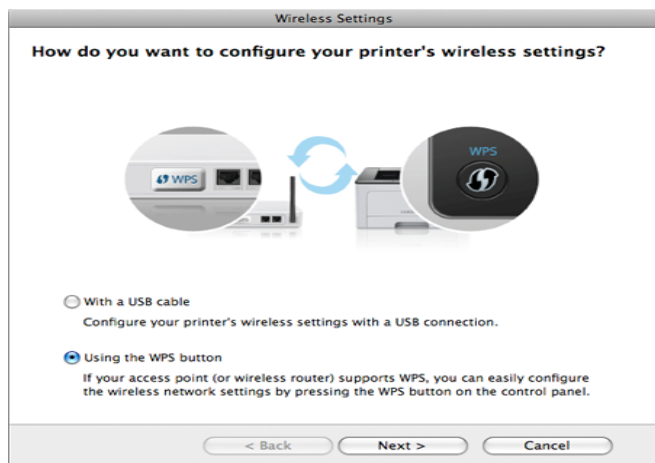 Wireless Settings
How do you want to configure your printer's wireless settings?
WPS
WPS
With a USB cable
Configure your printer's wireless settings with a USB connection.
Using the WPS button
If your access point (or wireless router) supports WPS, you can easily configure
the wireless network settings by pressing the WPS button on the control panel.
< Back
Next >
Cancel